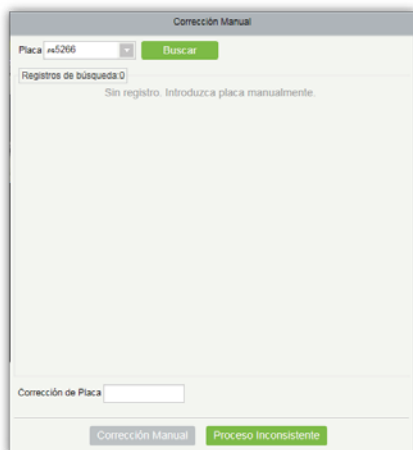 Corrección Manual
Placa 5266 Buscar
Registros de búsqueda:0
Sin registro. Introduzca placa manualmente.
Corrección de Placa
Corrección Manual Proceso Inconsistente